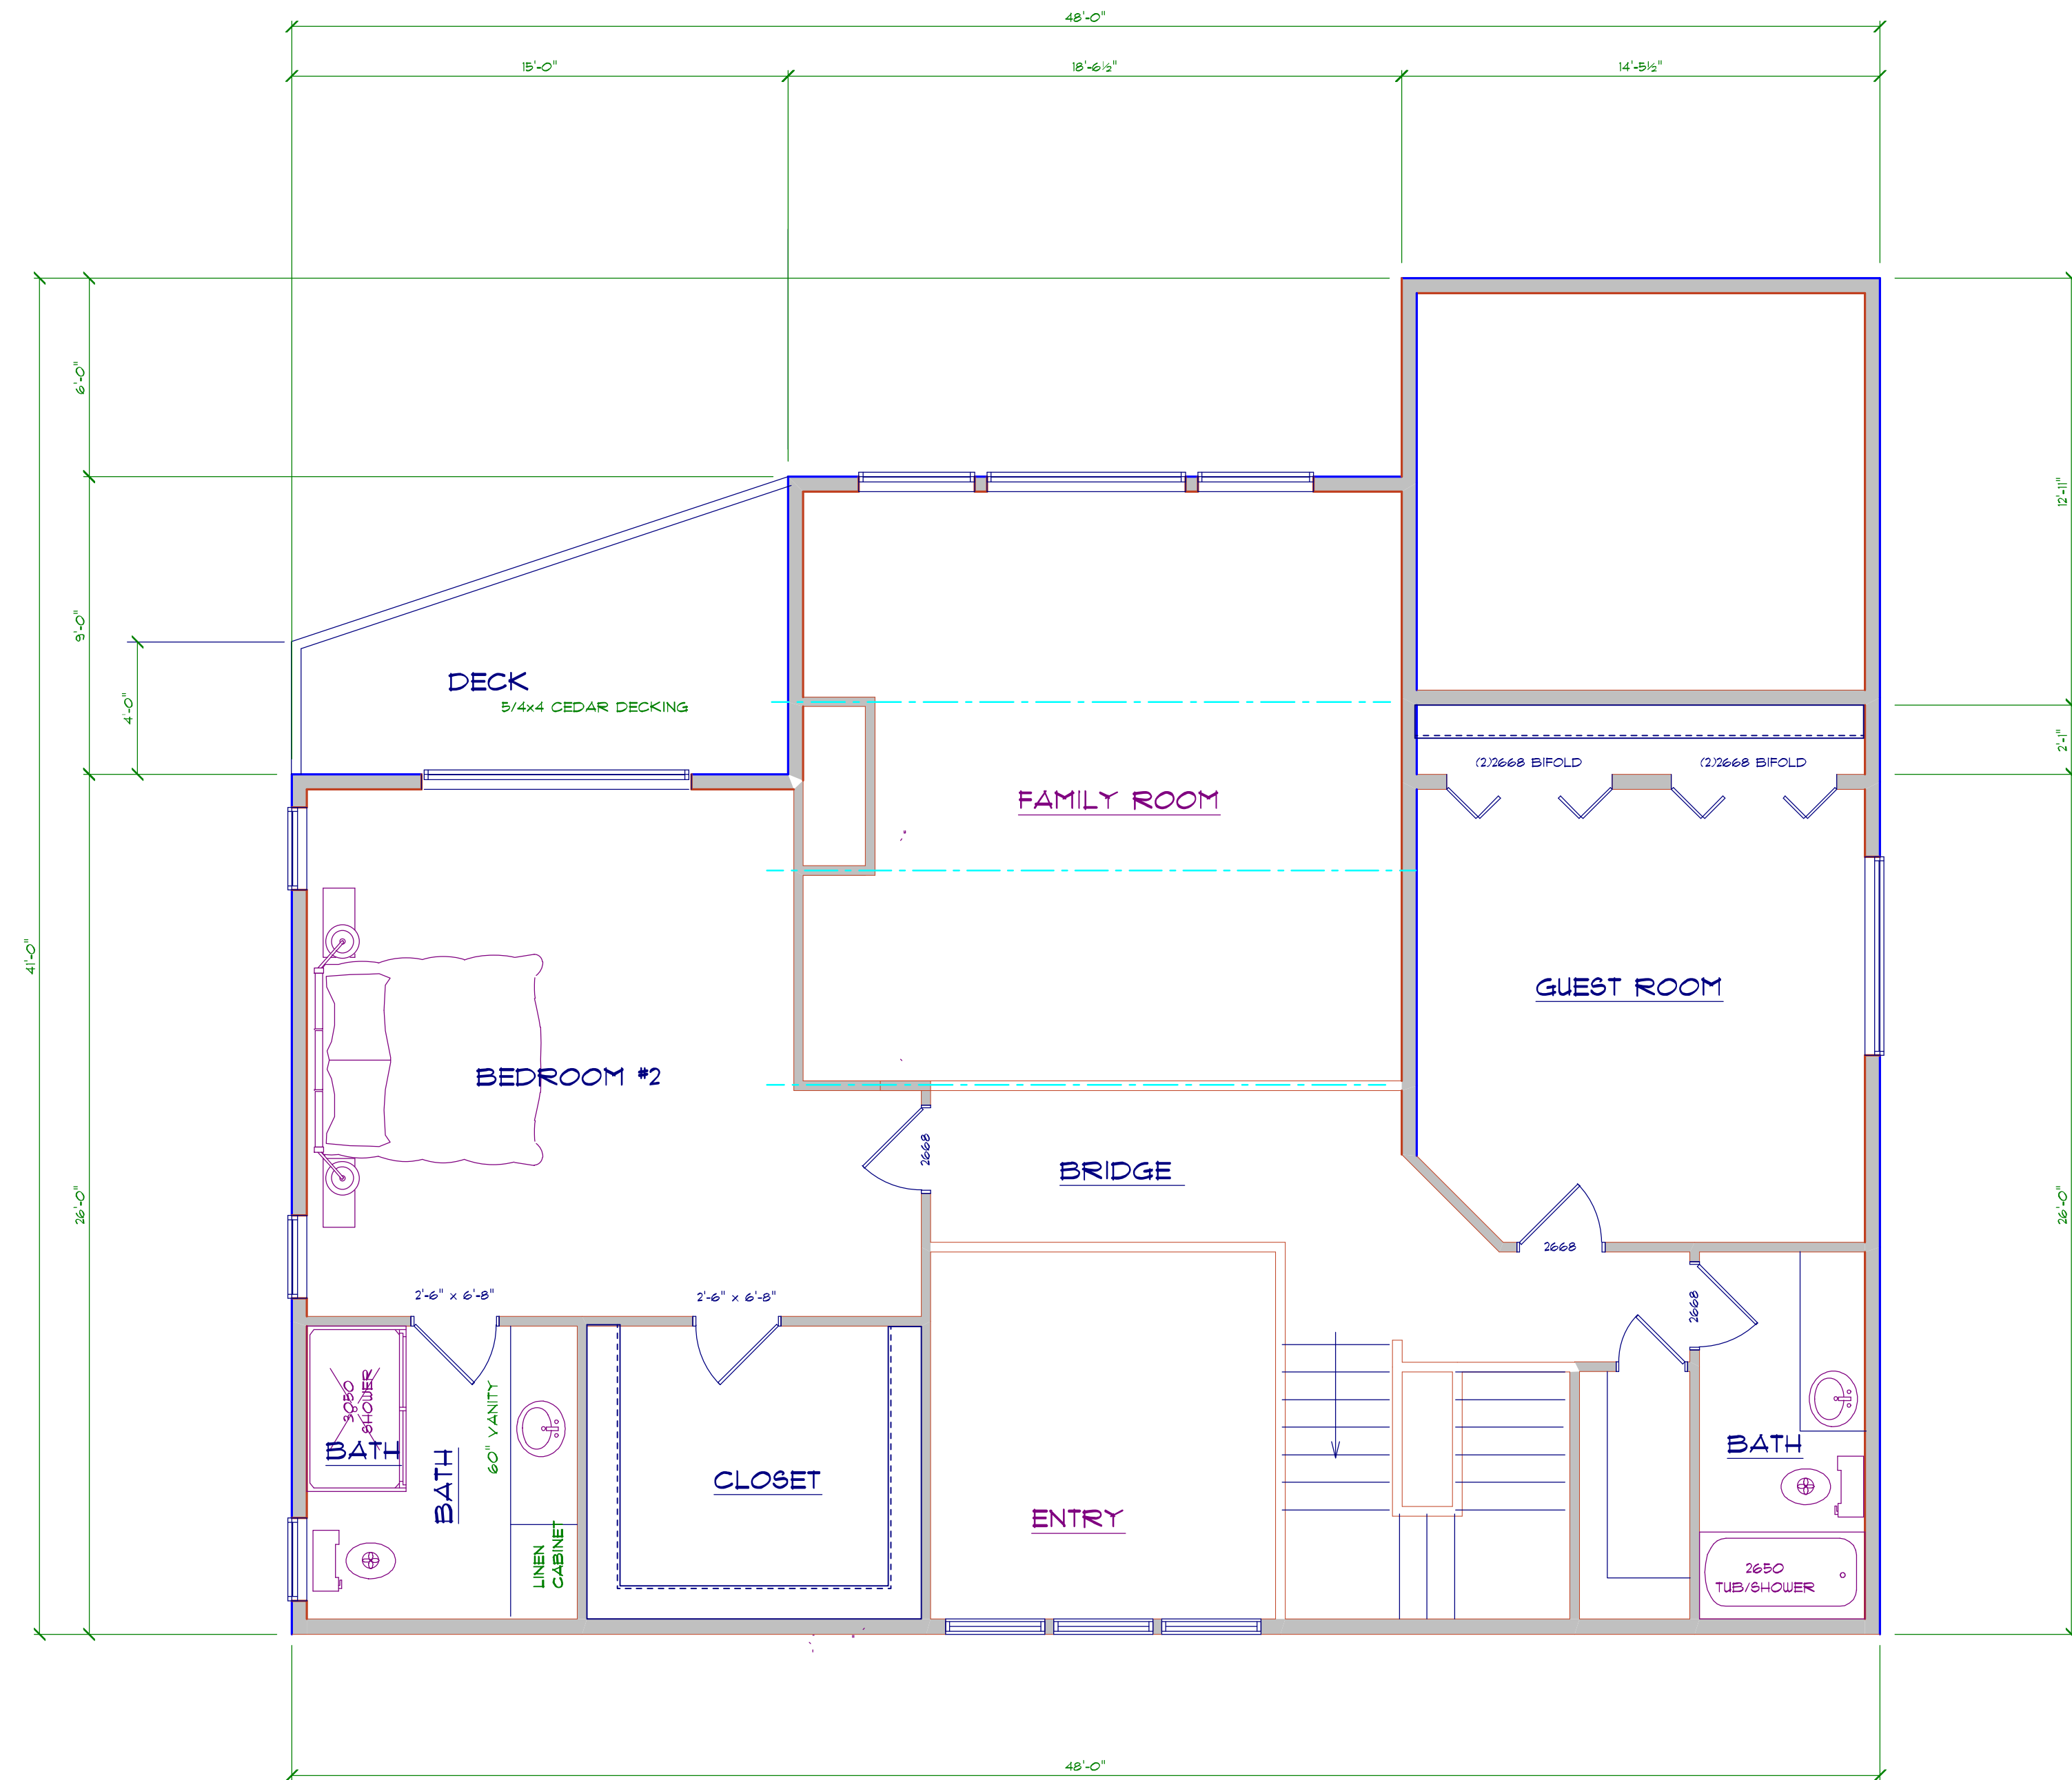 48'-0"
15'-0"
18'-6½"
14'-5½"
6'-0"
12'-11"
9'-0"
4'-0"
DECK
5/4x4 CEDAR DECKING
2'-1"
(2)2668 BIFOLD
(2)2668 BIFOLD
FAMILY ROOM
41'-0"
GUEST ROOM
BEDROOM #2
2668
BRIDGE
26'-0"
26'-0"
2668
2'-6" x 6'-8"
2'-6" x 6'-8"
2668
3050
SHOWER
BATH
BATH
60" VANITY
CLOSET
BATH
ENTRY
LINEN
CABINET
2650
TUB/SHOWER
48'-0"